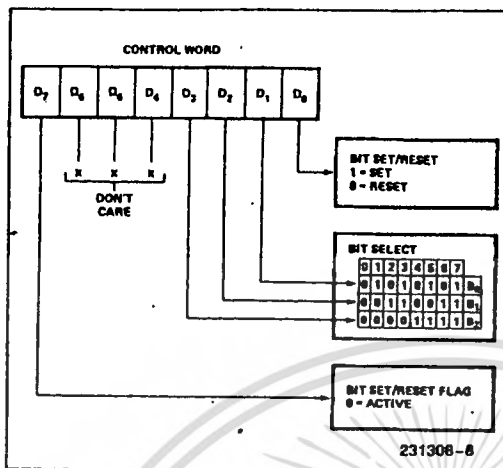 CONTROL WORD
D7 D6 D5 D4 D3 D2 D1 D0
X X X
DON'T
CARE
BIT SET/RESET
1 = SET
0 = RESET
BIT SELECT
0 1 2 3 4 5 6 7
0 1 0 1 0 1 0 1 B0
0 0 1 1 0 0 1 1 B1
0 0 0 0 1 1 1 1 B2
BIT SET/RESET FLAG
0 = ACTIVE
231308-6